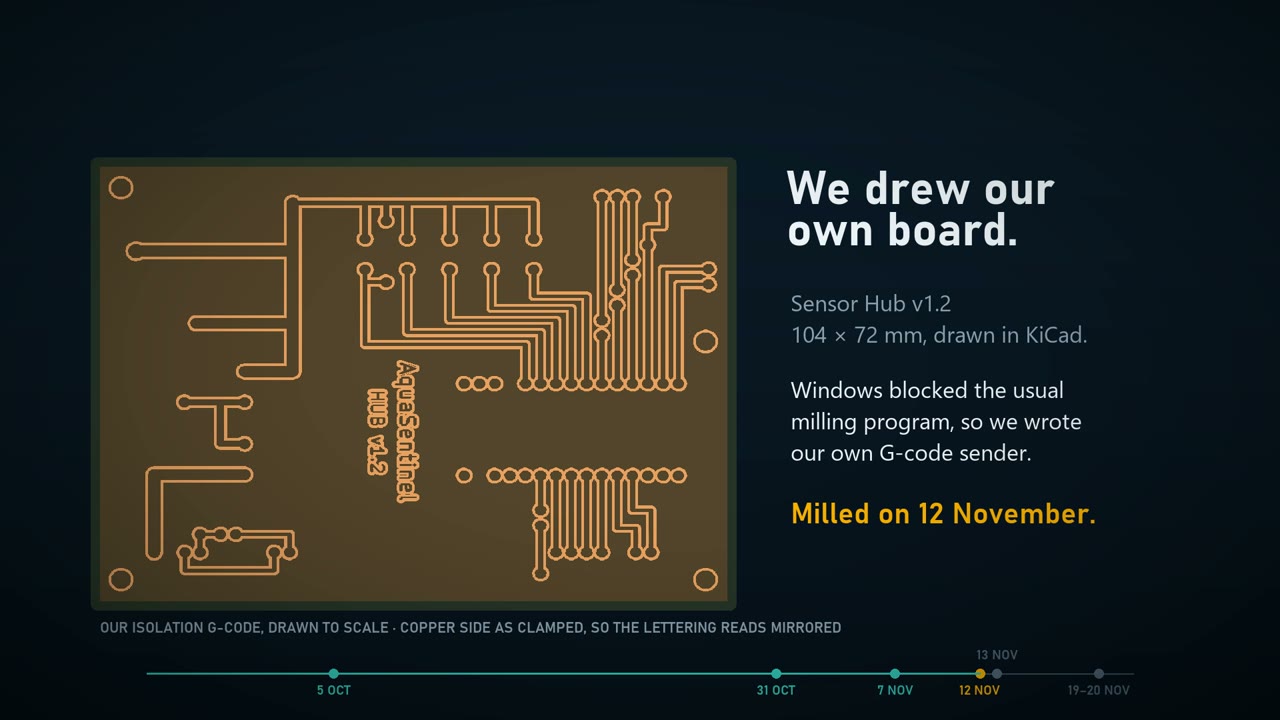 We drew our
own board.
Sensor Hub v1.2
104 × 72 mm, drawn in KiCad.
Windows blocked the usual
milling program, so we wrote
our own G-code sender.
Milled on 12 November.
AquaSentinel
HUB v1.2
OUR ISOLATION G-CODE, DRAWN TO SCALE · COPPER SIDE AS CLAMPED, SO THE LETTERING READS MIRRORED
13 NOV
5 OCT
31 OCT
7 NOV
12 NOV
19–20 NOV